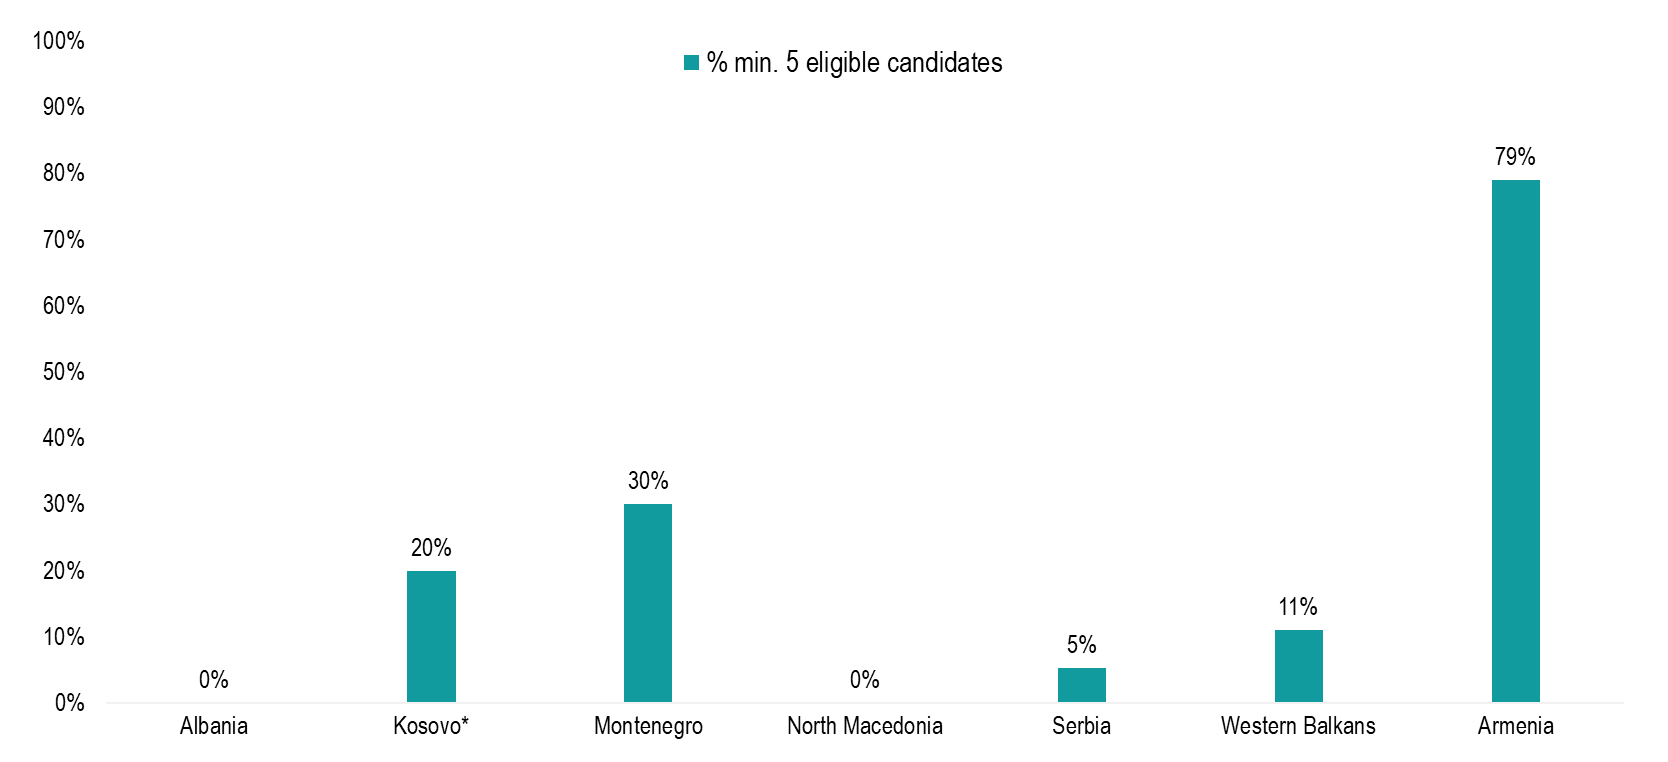 100%
% min. 5 eligible candidates
90%
80%
79%
70%
60%
50%
40%
30%
30%
20%
20%
11%
10%
5%
0%
0%
0%
Albania
Kosovo*
Montenegro
North Macedonia
Serbia
Western Balkans
Armenia